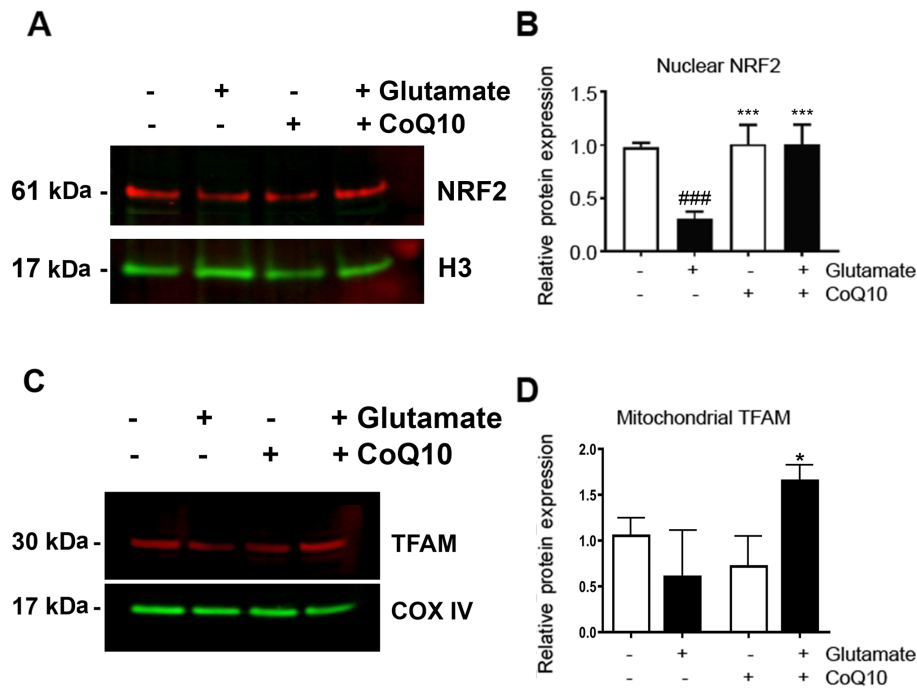 A
- + - + Glutamate
- - + + CoQ10
61 kDa - NRF2
17 kDa - H3
B
Nuclear NRF2
Relative protein expression
1.5
1.0
0.5
0.0
###
***
***
- + - + Glutamate
- - + + CoQ10
C
- + - + Glutamate
- - + + CoQ10
30 kDa - TFAM
17 kDa - COX IV
D
Mitochondrial TFAM
Relative protein expression
2.0
1.5
1.0
0.5
0.0
*
- + - + Glutamate
- - + + CoQ10